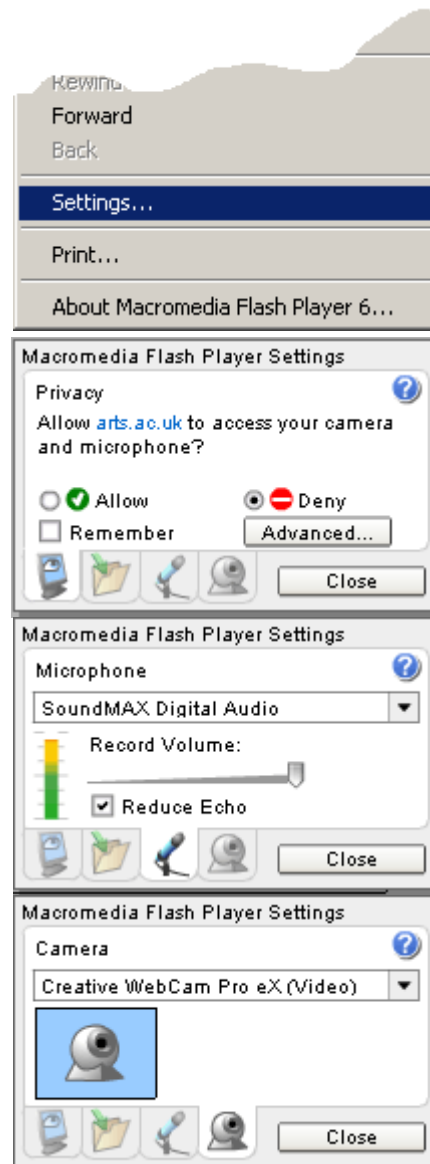 Rewind
Forward
Back
Settings...
Print...
About Macromedia Flash Player 6...
Macromedia Flash Player Settings
Privacy
Allow arts.ac.uk to access your camera
and microphone?
Allow Deny
Remember Advanced...
Close
Macromedia Flash Player Settings
Microphone
SoundMAX Digital Audio
Record Volume:
Reduce Echo
Close
Macromedia Flash Player Settings
Camera
Creative WebCam Pro eX (Video)
Close